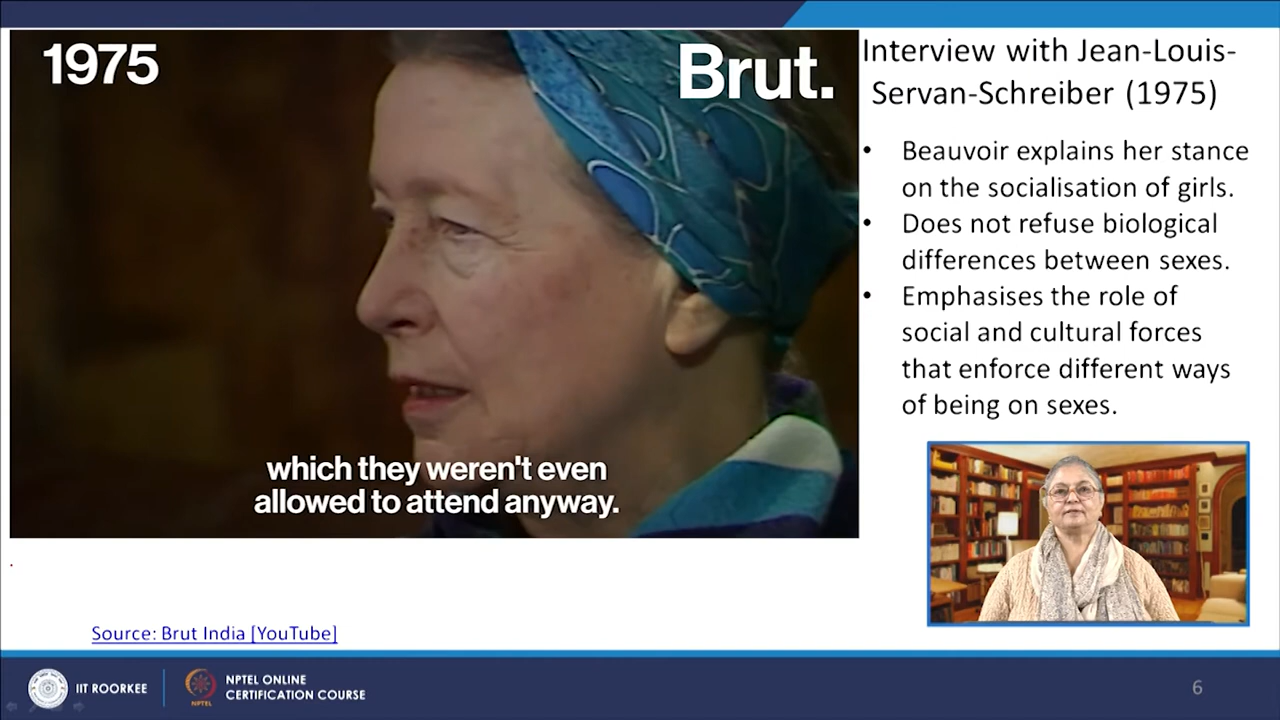 1975
Brut.
which they weren't even
allowed to attend anyway.
Interview with Jean-Louis-
Servan-Schreiber (1975)
• Beauvoir explains her stance
on the socialisation of girls.
• Does not refuse biological
differences between sexes.
• Emphasises the role of
social and cultural forces
that enforce different ways
of being on sexes.
Source: Brut India [YouTube]
IIT ROORKEE
NPTEL
NPTEL ONLINE
CERTIFICATION COURSE
6